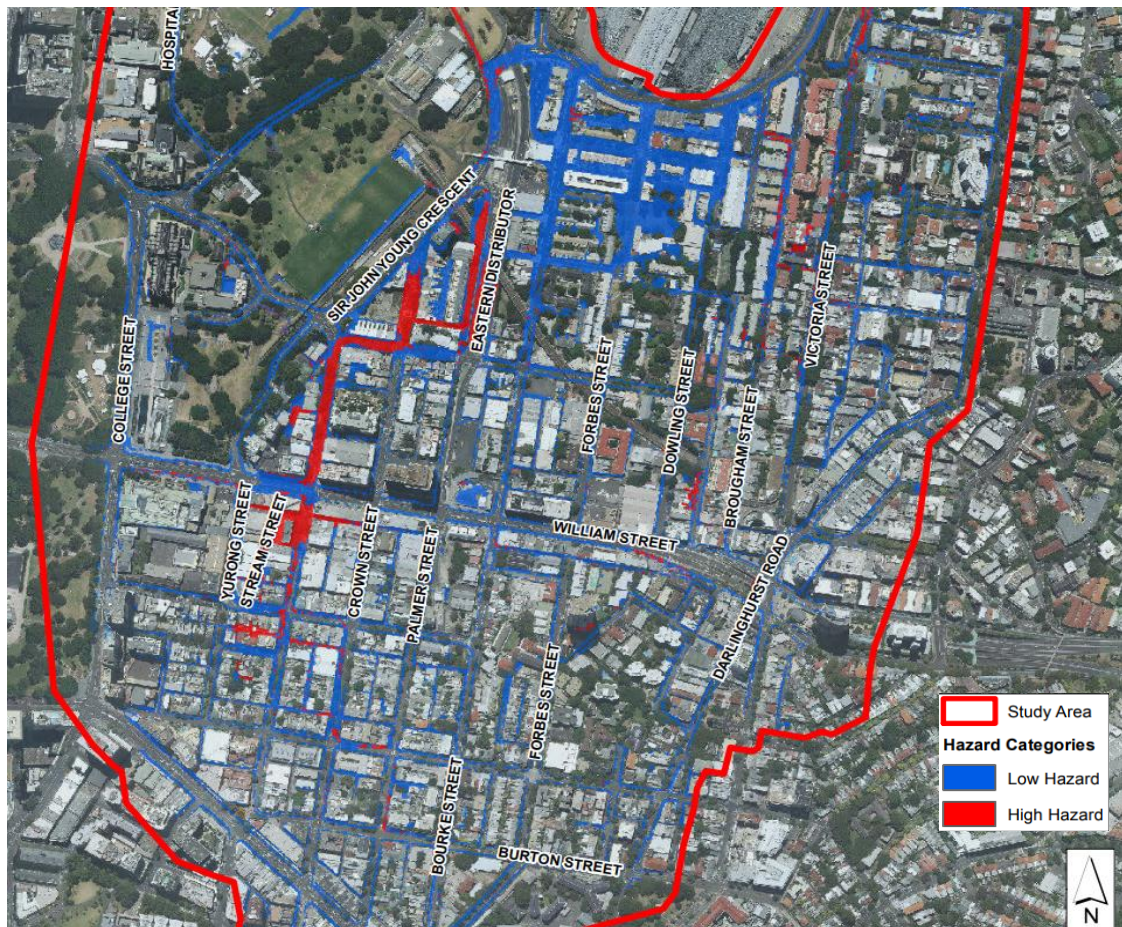 HOSPITA
SIR JOHN YOUNG CRESCENT
EASTERN DISTRIBUTOR
COLLEGE STREET
VICTORIA STREET
FORBES STREET
DOWLING STREET
BROUGHAM STREET
YURONG STREET
STREAM STREET
CROWN STREET
PALMER STREET
WILLIAM STREET
DARLINGHURST ROAD
FORBES STREET
BOURKE STREET
BURTON STREET
Study Area
Hazard Categories
Low Hazard
High Hazard
N